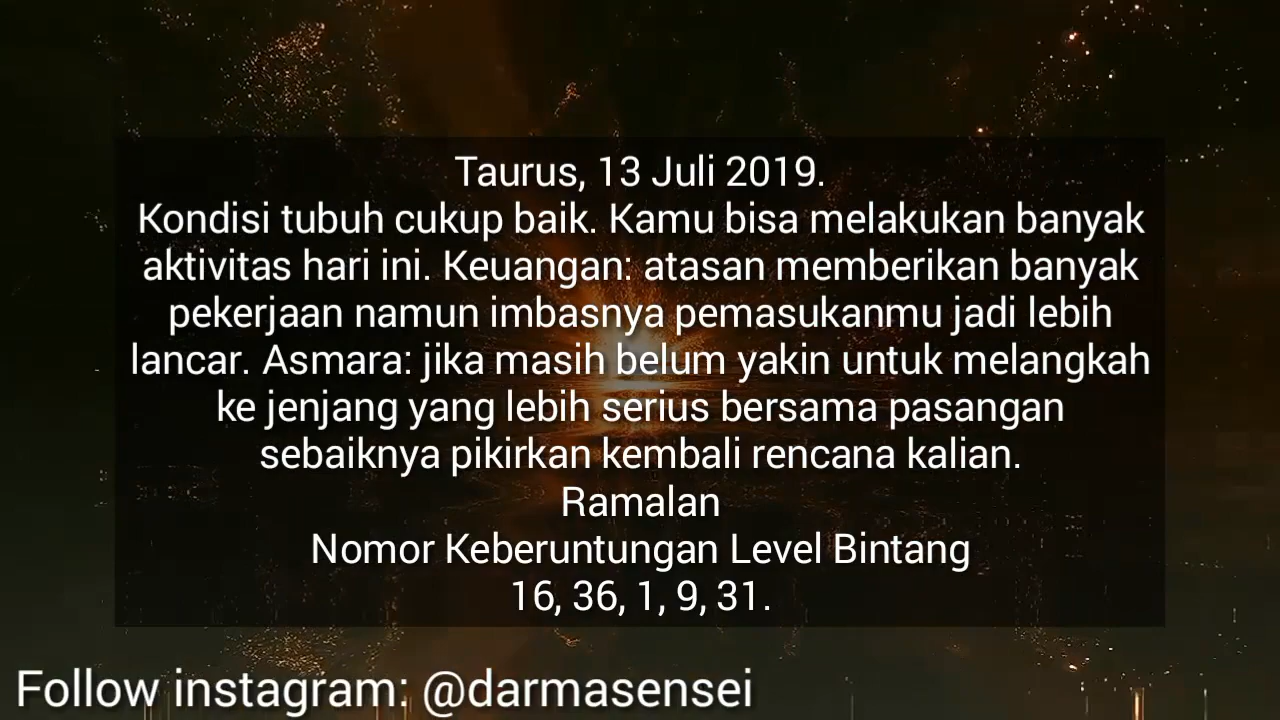 Taurus, 13 Juli 2019.
Kondisi tubuh cukup baik. Kamu bisa melakukan banyak
aktivitas hari ini. Keuangan: atasan memberikan banyak
pekerjaan namun imbasnya pemasukanmu jadi lebih
lancar. Asmara: jika masih belum yakin untuk melangkah
ke jenjang yang lebih serius bersama pasangan
sebaiknya pikirkan kembali rencana kalian.
Ramalan
Nomor Keberuntungan Level Bintang
16, 36, 1, 9, 31.
Follow instagram: @darmasensei